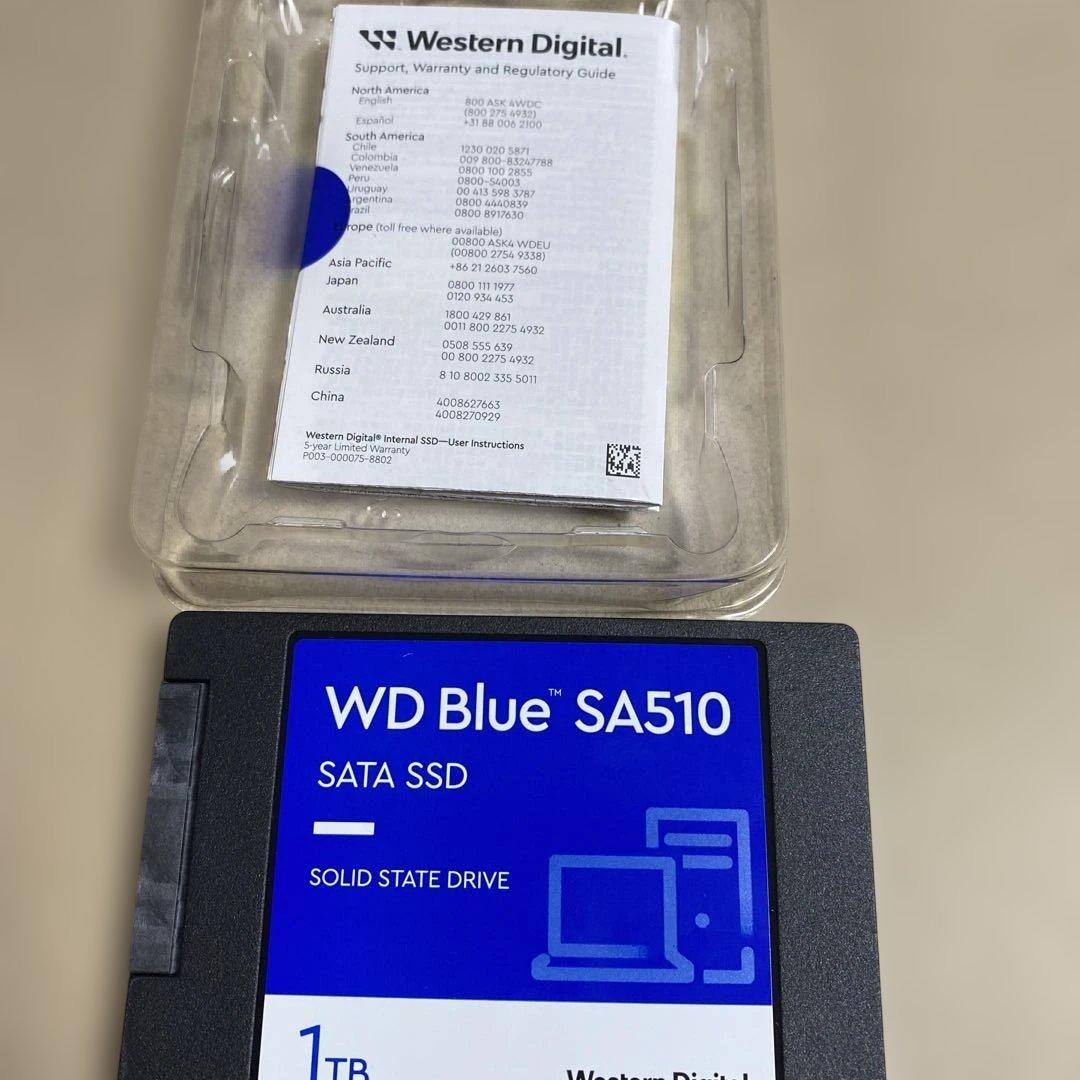 Western Digital.
Support, Warranty and Regulatory Guide
North America
English 800 ASK 4WDC
(800 275 4932)
Español +31 88 006 2100
South America
Chile 1230 020 5871
Colombia 009 800-83247788
Venezuela 0800 100 2855
Peru 0800-54003
Uruguay 00 413 598 3787
rgentina 0800 4440839
razil 0800 8917630
Europe (toll free where available)
00800 ASK4 WDEU
(00800 2754 9338)
Asia Pacific +86 21 2603 7560
Japan 0800 111 1977
0120 934 453
Australia 1800 429 861
0011 800 2275 4932
New Zealand 0508 555 639
00 800 2275 4932
Russia 8 10 8002 335 5011
China 4008627663
4008270929
Western Digital® Internal SSD—User Instructions
5-year Limited Warranty
P003-000075-8802
WD Blue™ SA510
SATA SSD
SOLID STATE DRIVE
1TB
Western Digital